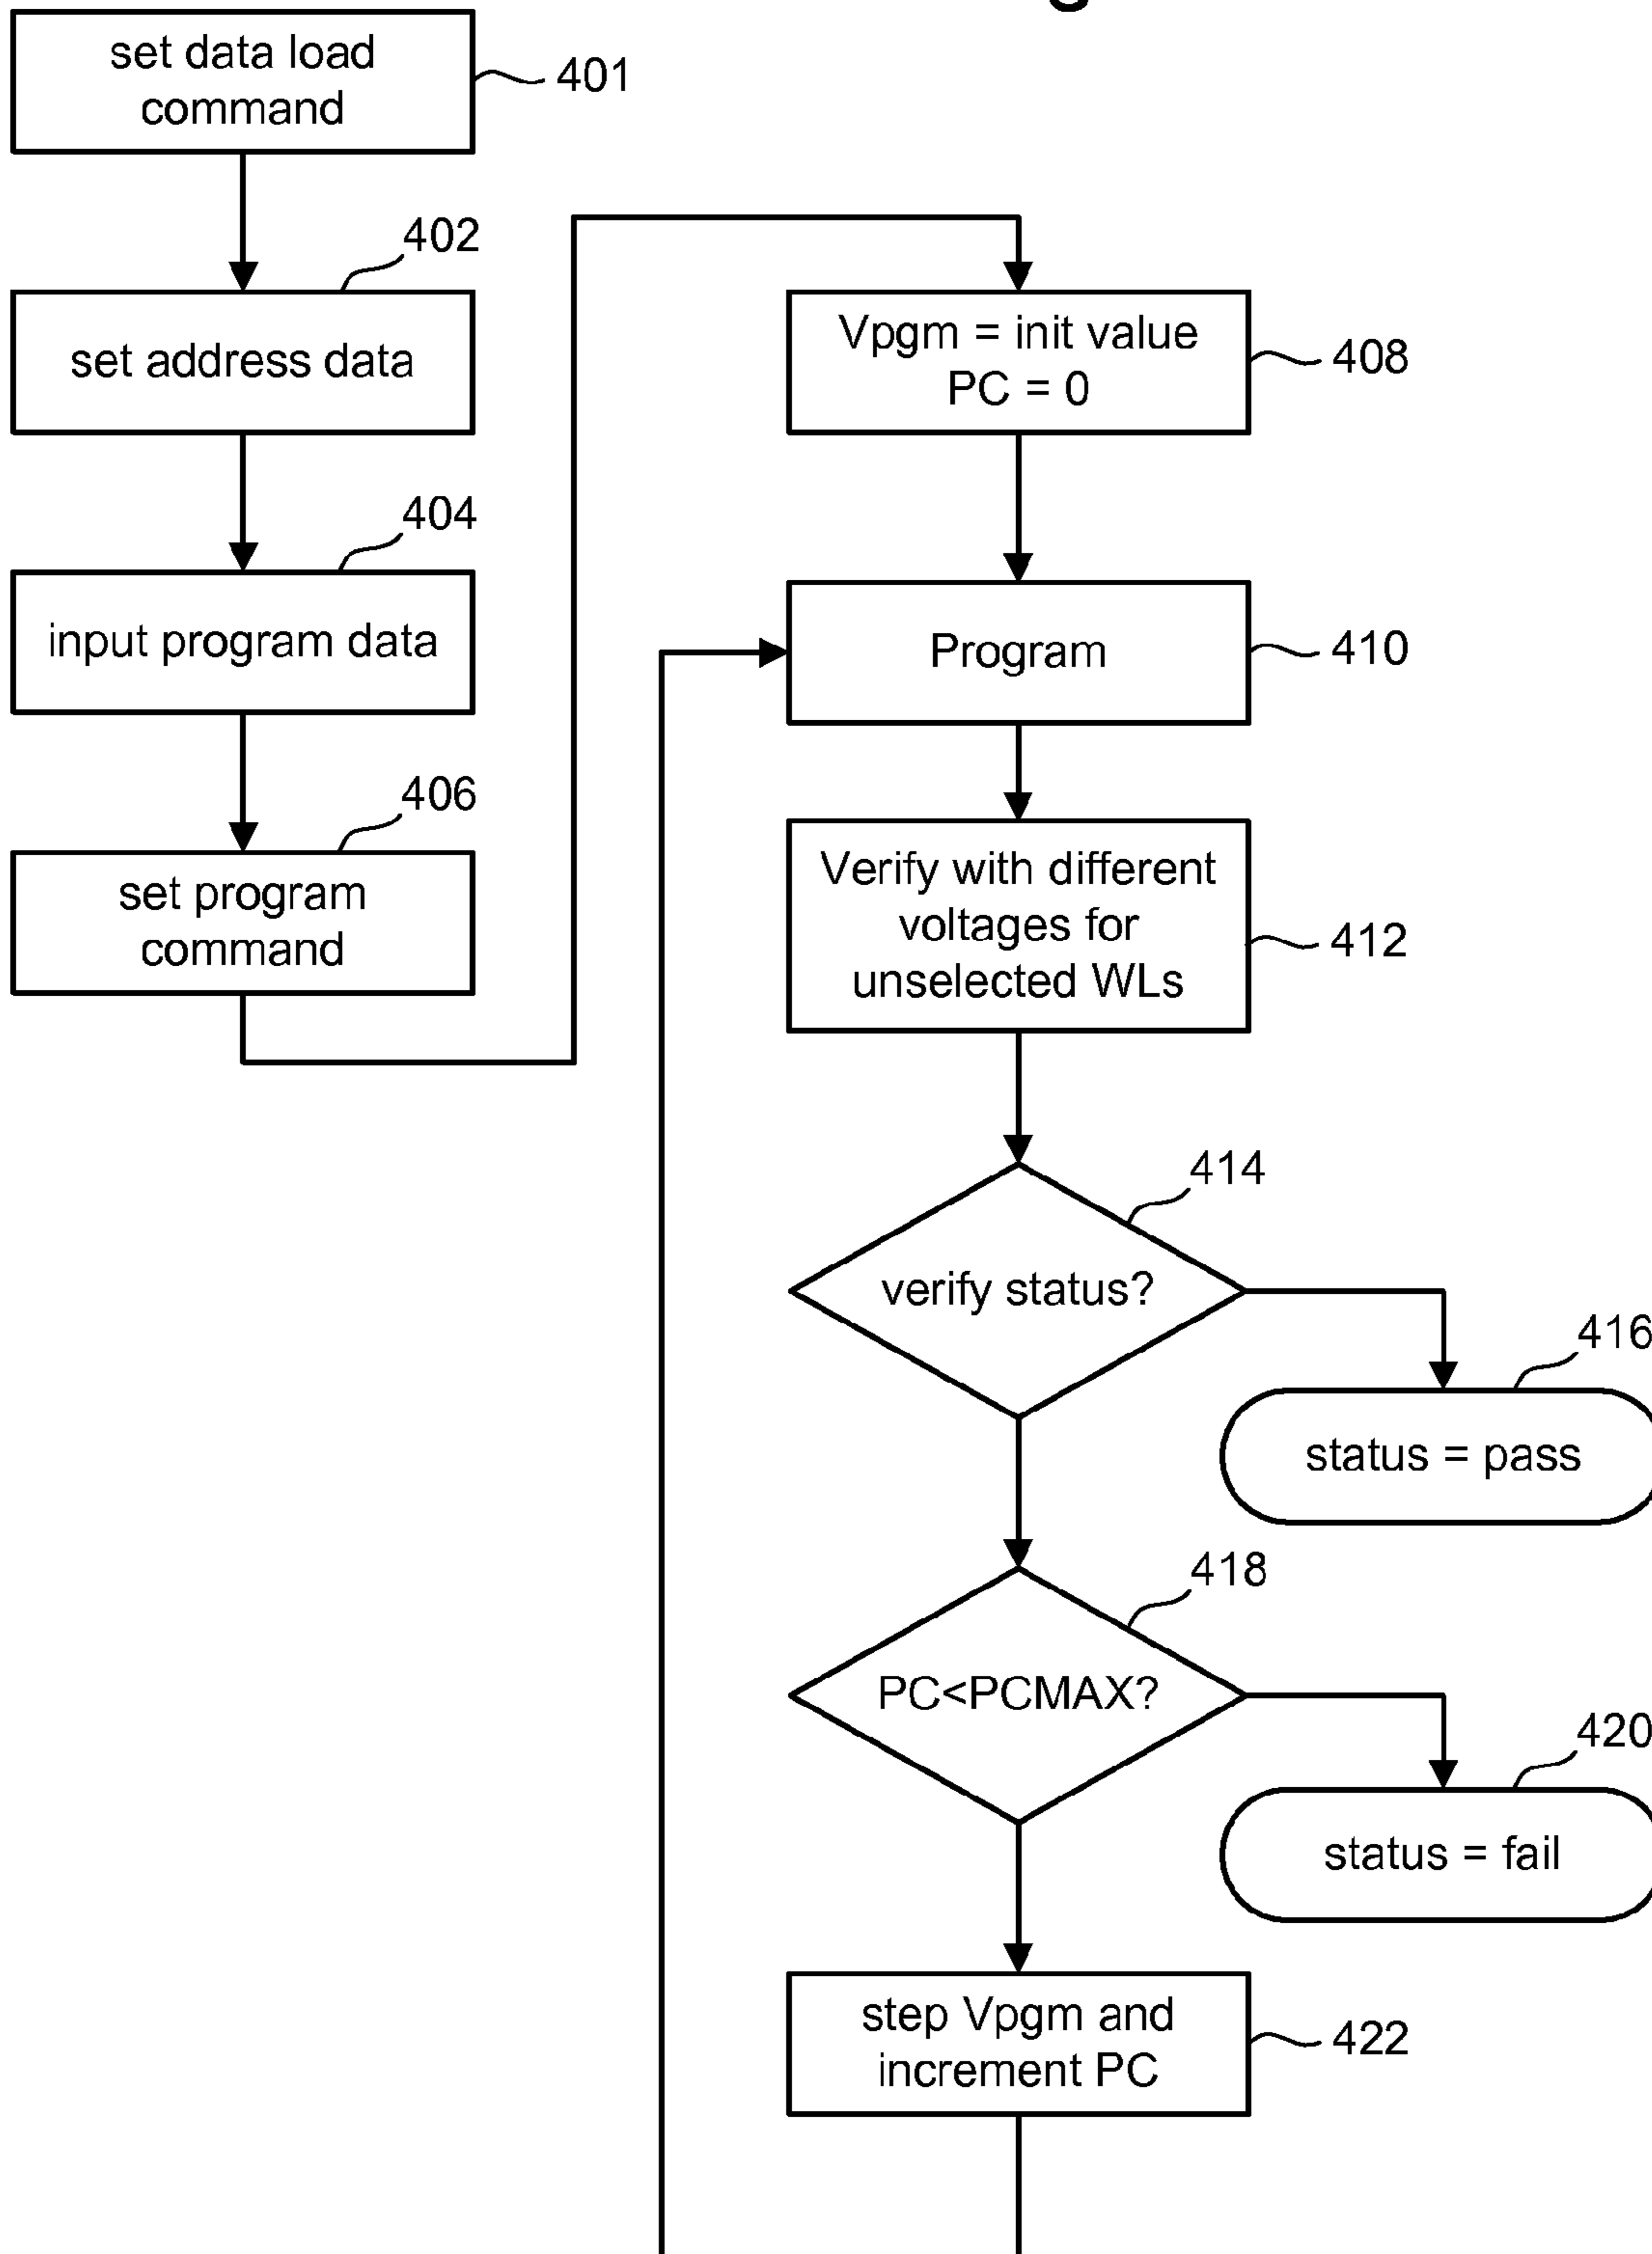 set data load
command
401
402
set address data
404
input program data
406
set program
command
Vpgm = init value
PC = 0
408
Program
410
Verify with different
voltages for
unselected WLs
412
414
verify status?
416
status = pass
418
PC<PCMAX?
420
status = fail
step Vpgm and
increment PC
422